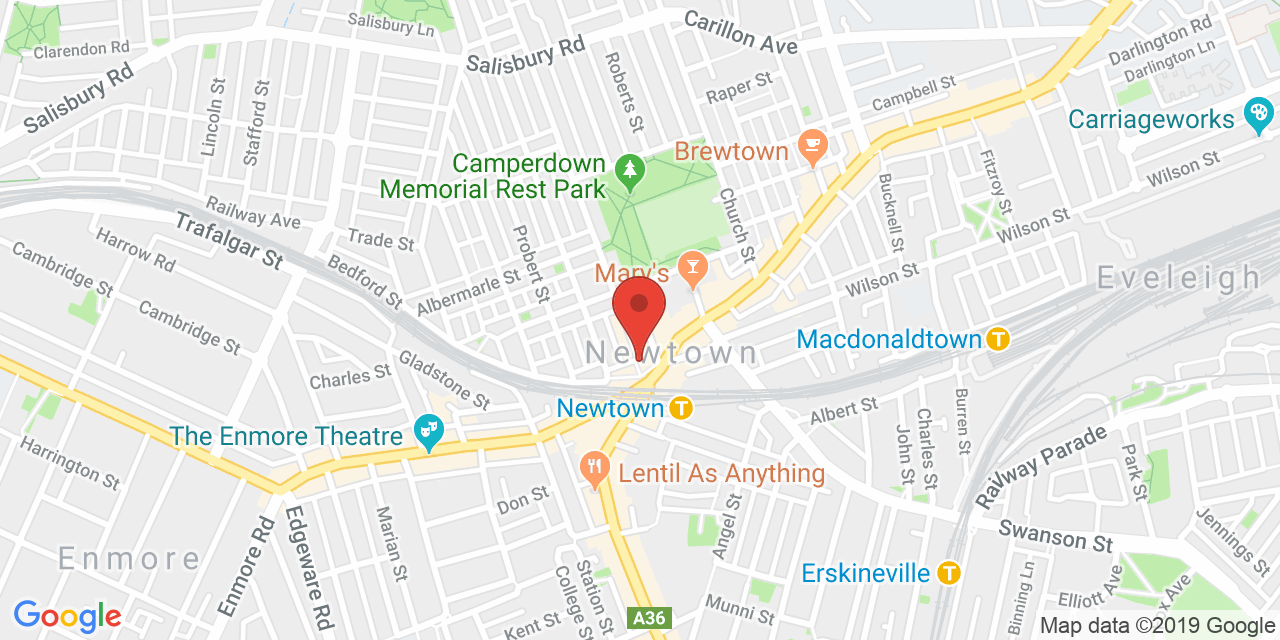 Salisbury Ln
Carillon Ave
Darlington Rd
Clarendon Rd
Salisbury Rd
Darlington Ln
Salisbury Rd
Roberts St
Raper St
Campbell St
Lincoln St
Stafford St
Carriageworks
Brewtown
Camperdown
Memorial Rest Park
Fitzroy St
Wilson St
Bucknell St
Church St
Railway Ave
Trafalgar St
Trade St
Wilson St
Harrow Rd
Probert St
Cambridge St
Bedford St
Albermarle St
Mary's
Wilson St
Eveleigh
Cambridge St
Macdonaldtown
T
Newtown
Gladstone St
Charles St
Newtown
T
Albert St
Charles St
Burren St
John St
The Enmore Theatre
Railway Parade
Harrington St
Lentil As Anything
Park St
Don St
Angel St
Swanson St
Jennings St
Enmore
Enmore Rd
Edgeware Rd
Marian St
Erskineville
T
College St
Station St
Binning Ln
Elliott Ave
ox Ave
Munni St
Kent St
A36
Google
Map data ©2019 Google